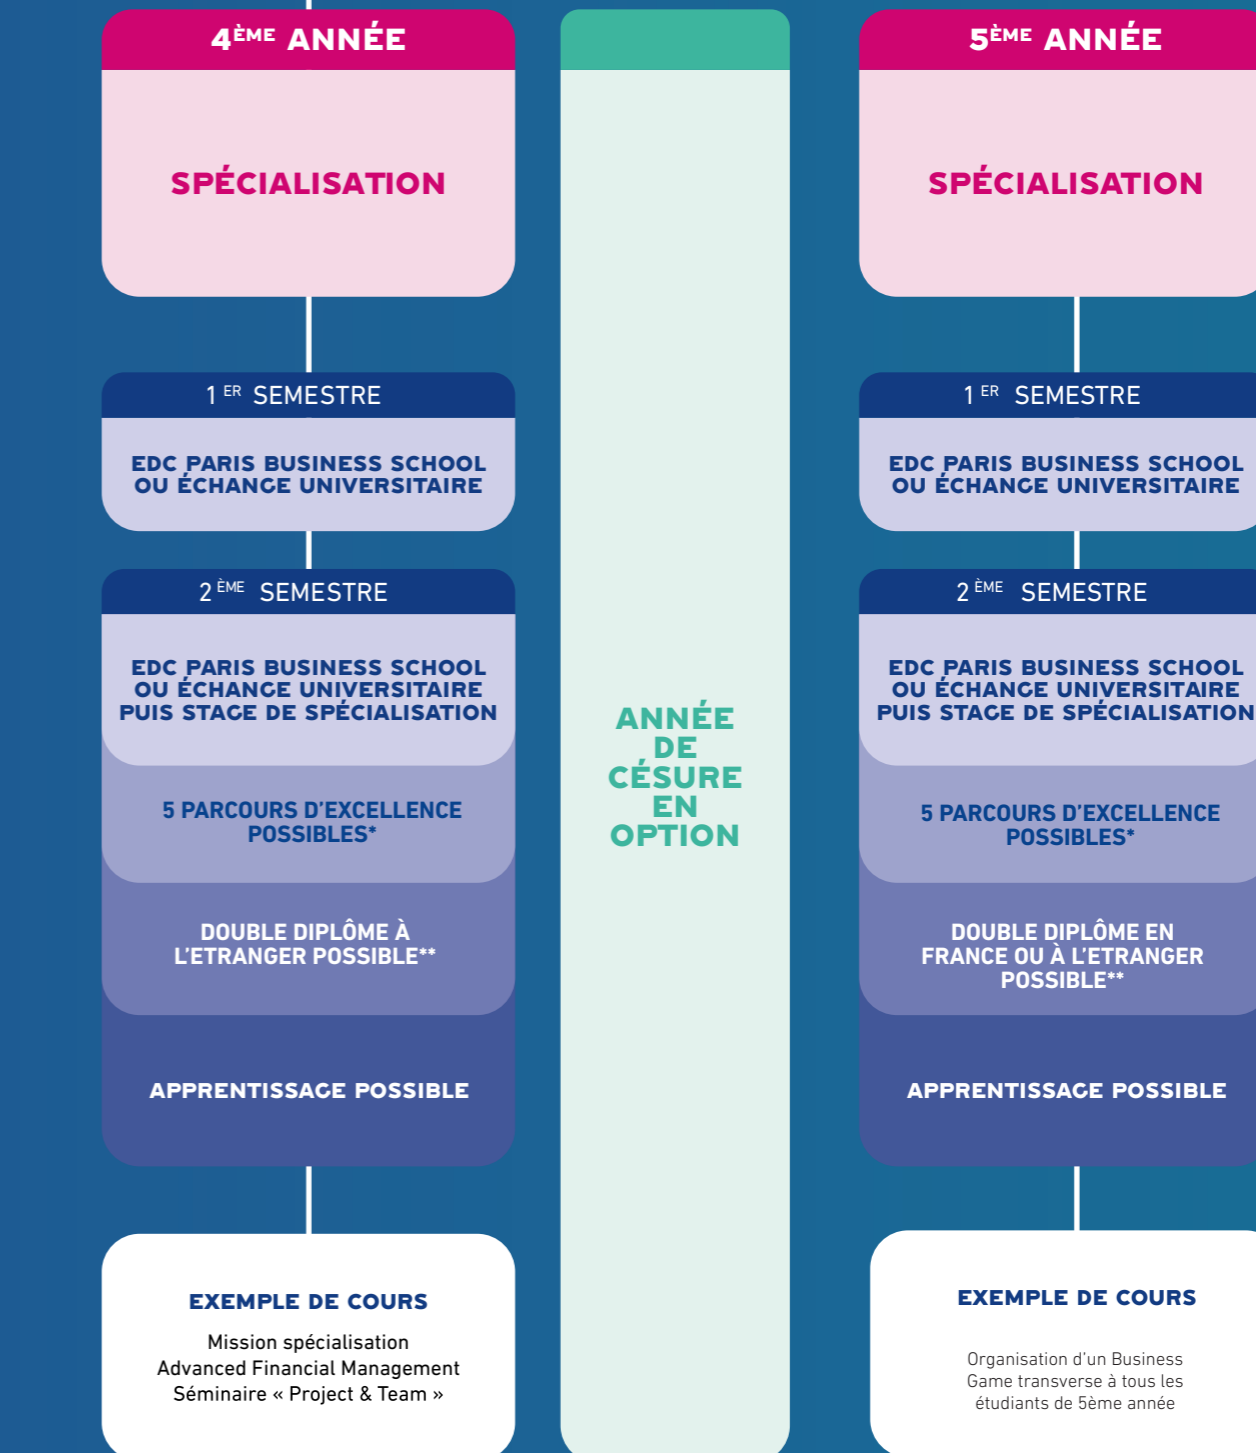 4ÈME ANNÉE
SPÉCIALISATION
1 ER SEMESTRE
EDC PARIS BUSINESS SCHOOL
OU ÉCHANGE UNIVERSITAIRE
2 ÈME SEMESTRE
EDC PARIS BUSINESS SCHOOL
OU ÉCHANGE UNIVERSITAIRE
PUIS STAGE DE SPÉCIALISATION
5 PARCOURS D'EXCELLENCE
POSSIBLES*
DOUBLE DIPLÔME À
L'ETRANGER POSSIBLE**
APPRENTISSAGE POSSIBLE
EXEMPLE DE COURS
Mission spécialisation
Advanced Financial Management
Séminaire « Project & Team »
ANNÉE
DE
CÉSURE
EN
OPTION
5ÈME ANNÉE
SPÉCIALISATION
1 ER SEMESTRE
EDC PARIS BUSINESS SCHOOL
OU ÉCHANGE UNIVERSITAIRE
2 ÈME SEMESTRE
EDC PARIS BUSINESS SCHOOL
OU ÉCHANGE UNIVERSITAIRE
PUIS STAGE DE SPÉCIALISATION
5 PARCOURS D'EXCELLENCE
POSSIBLES*
DOUBLE DIPLÔME EN
FRANCE OU À L'ETRANGER
POSSIBLE**
APPRENTISSAGE POSSIBLE
EXEMPLE DE COURS
Organisation d'un Business
Game transverse à tous les
étudiants de 5ème année